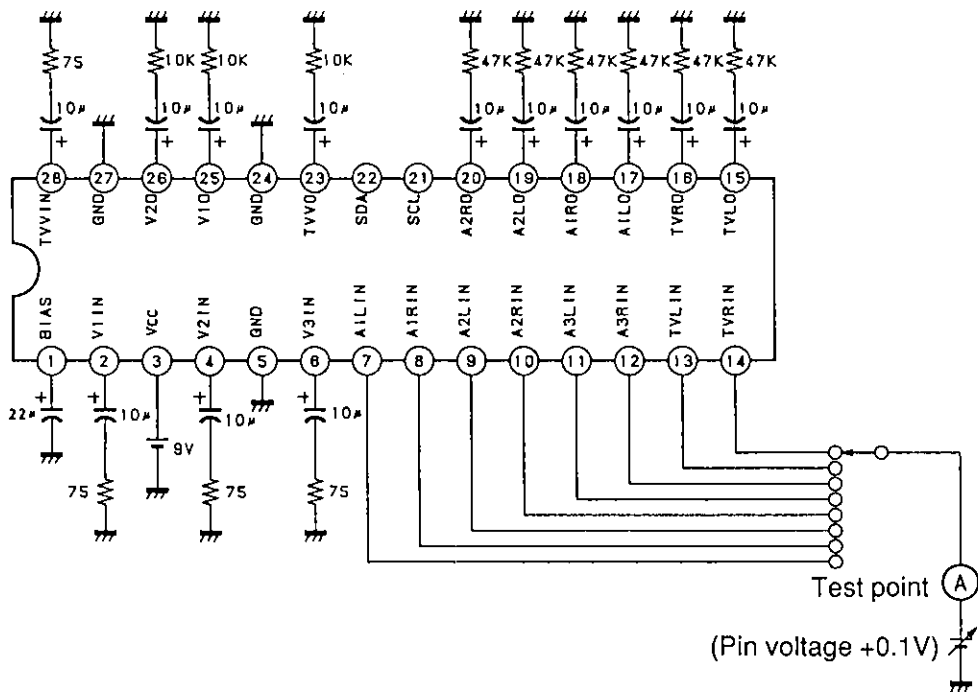 75 10K 10K 10K 47K 47K 47K 47K 47K 47K
10μ 10μ 10μ 10μ 10μ 10μ 10μ 10μ 10μ 10μ
+ + + + + + + + + +
28 27 26 25 24 23 22 21 20 19 18 17 16 15
TVVIN GND V2O V1O GND TVVO SDA SCL A2RO A2LO A1RO A1LO TVRO TVLO
BIAS V1IN VCC V2IN GND V3IN A1LIN A1RIN A2LIN A2RIN A3LIN A3RIN TVLIN TVRIN
1 2 3 4 5 6 7 8 9 10 11 12 13 14
+ + + +
22μ 10μ 9V 10μ 10μ
75 75 75
Test point A
(Pin voltage +0.1V)